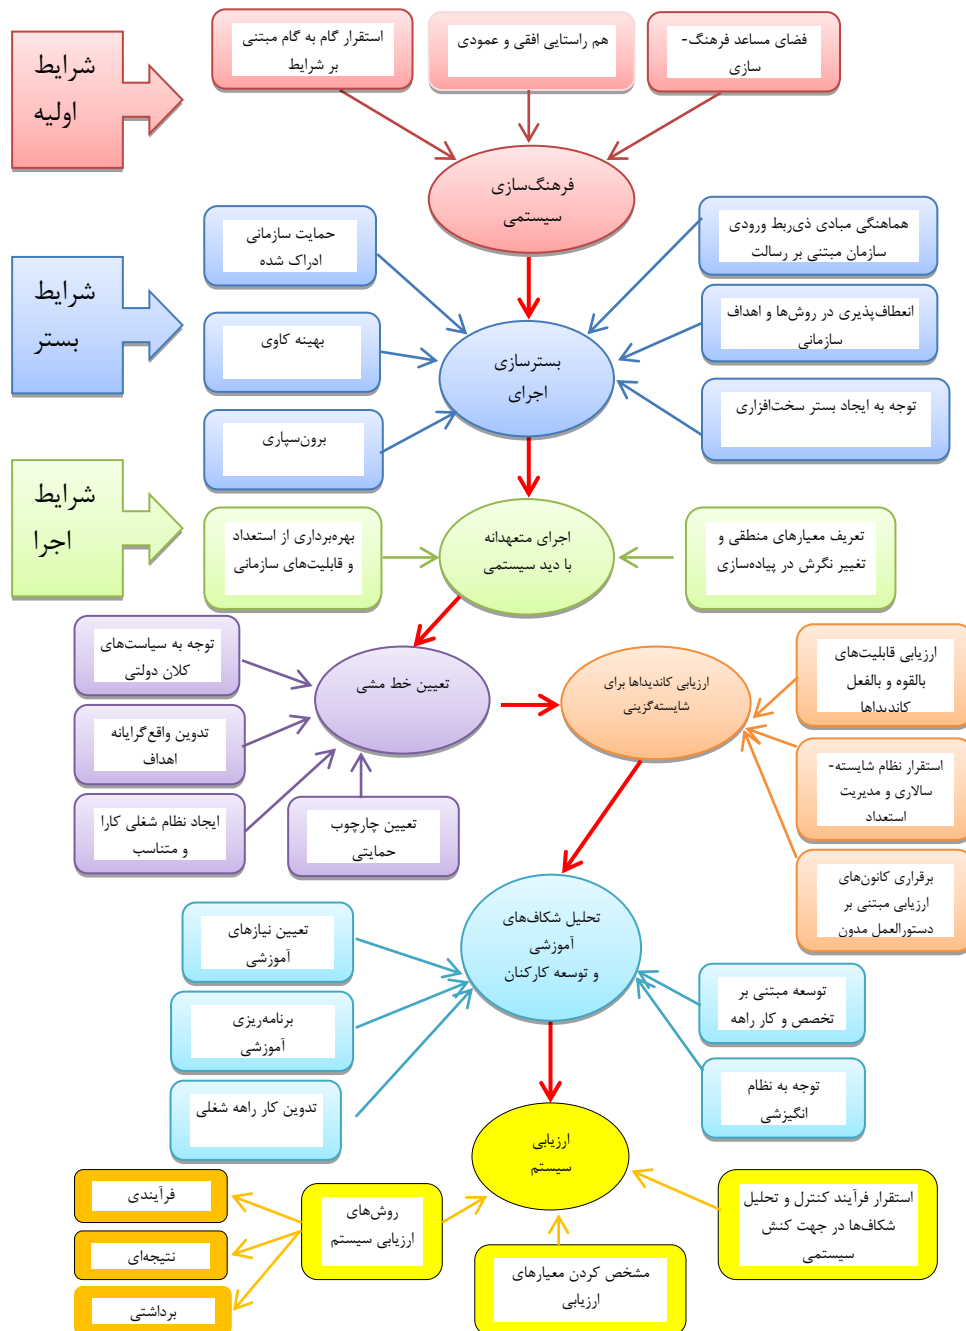 شرایط
اولیه
فضای مساعد فرهنگ-
سازی
هم راستایی افقی و عمودی
استقرار گام به گام مبتنی
بر شرایط
فرهنگ‌سازی
سیستمی
شرایط
بستر
هماهنگی مبادی ذی‌ربط ورودی
سازمان مبتنی بر رسالت
انعطاف‌پذیری در روش‌ها و اهداف
سازمانی
توجه به ایجاد بستر سخت‌افزاری
بسترسازی
اجرای
حمایت سازمانی
ادراک شده
بهینه کاوی
برون‌سپاری
شرایط
اجرا
تعریف معیارهای منطقی و
تغییر نگرش در پیاده‌سازی
اجرای متعهدانه
با دید سیستمی
بهره‌برداری از استعداد
و قابلیت‌های سازمانی
تعیین خط مشی
توجه به سیاست‌های
کلان دولتی
تدوین واقع‌گرایانه
اهداف
ایجاد نظام شغلی کارا
و متناسب
تعیین چارچوب
حمایتی
ارزیابی کاندیداها برای
شایسته‌گزینی
ارزیابی قابلیت‌های
بالقوه و بالفعل
کاندیداها
استقرار نظام شایسته-
سالاری و مدیریت
استعداد
برقراری کانون‌های
ارزیابی مبتنی بر
دستورالعمل مدون
تحلیل شکاف‌های
آموزشی
و توسعه کارکنان
توسعه مبتنی بر
تخصص و کار راهه
توجه به نظام
انگیزشی
تعیین نیازهای
آموزشی
برنامه‌ریزی
آموزشی
تدوین کار راهه شغلی
ارزیابی
سیستم
استقرار فرآیند کنترل و تحلیل
شکاف‌ها در جهت کنش
سیستمی
مشخص کردن معیارهای
ارزیابی
روش‌های
ارزیابی سیستم
فرآیندی
نتیجه‌ای
برداشتی